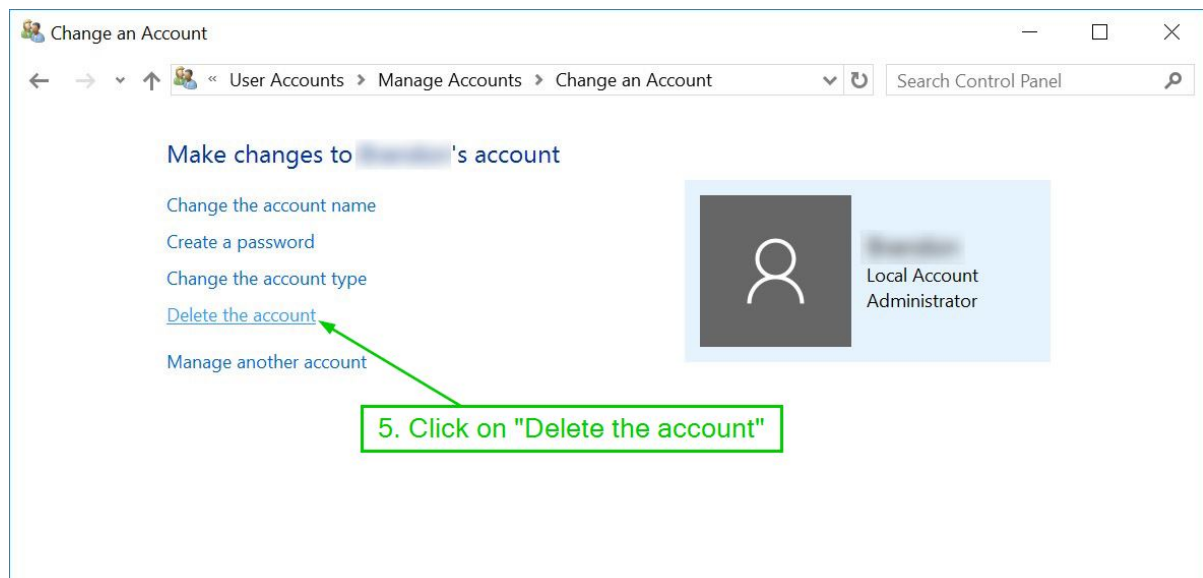 Change an Account
« User Accounts > Manage Accounts > Change an Account
Search Control Panel
Make changes to 's account
Change the account name
Create a password
Change the account type
Delete the account
Manage another account
Local Account
Administrator
5. Click on "Delete the account"